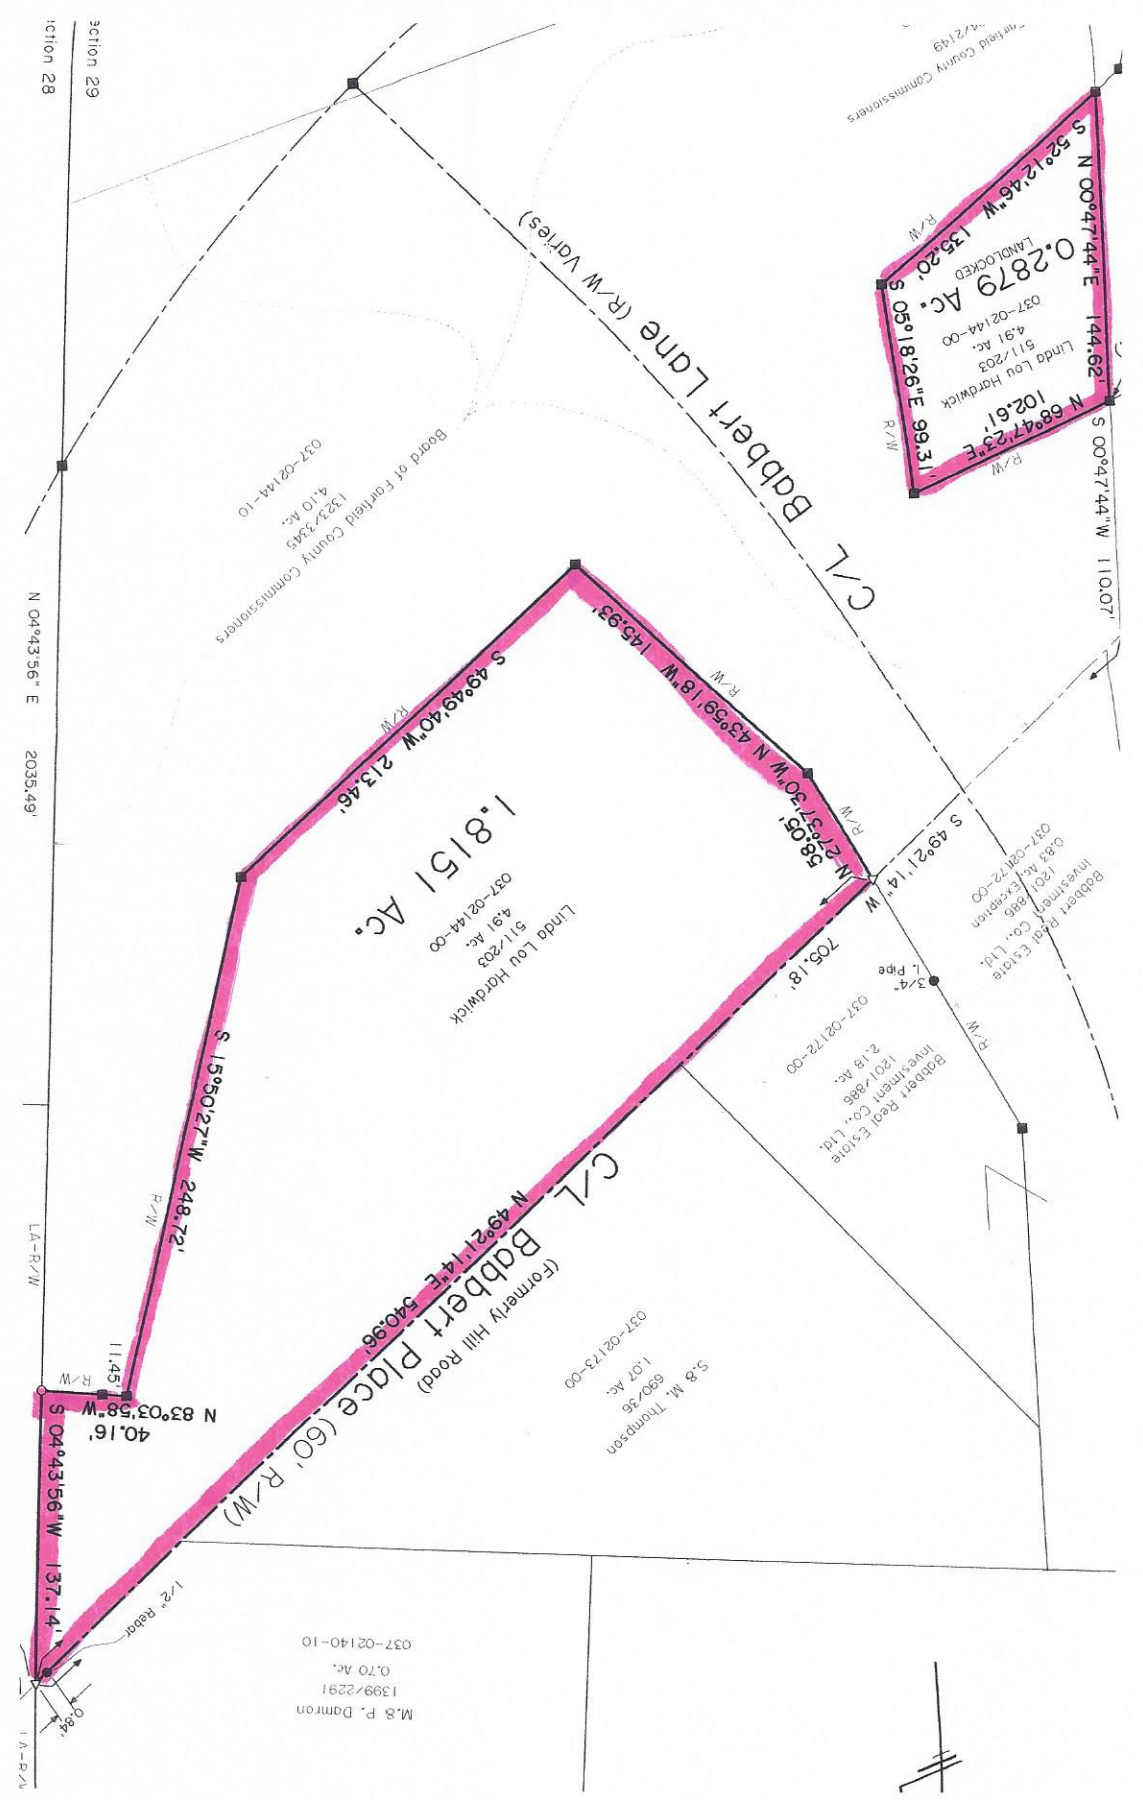 ection 29
ction 28
Fairfield County Commissioners
/2149
S 52°12'46"W 135.20'
R/W
N 00°47'44"E 144.62'
0.2879 Ac.
LANDLOCKED
037-02144-00
4.91 Ac.
511/203
Linda Lou Hardwick
S 05°18'26"E 99.31'
R/W
N 68°47'23"E
102.61'
R/W
S 00°47'44"W 110.07'
C/L Babbert Lane (R/W Varies)
Board of Fairfield County Commissioners
1323/3345
4.10 Ac.
037-02144-10
N 04°43'56" E 2035.49'
S 49°49'40"W 213.46'
R/W
N 43°59'18"W 145.93'
R/W
N 27°37'30"W
58.05'
R/W
1.8151 Ac.
037-02144-00
4.91 Ac.
511/203
Linda Lou Hardwick
S 49°21'14" W 705.18'
Babbert Real Estate
Investment Co., Ltd.
1201/886
0.83 Ac. Exception
037-02172-00
3/4"
I. Pipe
R/W
Babbert Real Estate
Investment Co., Ltd.
1201/886
2.18 Ac.
037-02172-00
S 15°50'27"W 248.72'
R/W
C/L Babbert Place (60' R/W)
(Formerly Hill Road)
N 49°21'14"E 540.96'
S.& M. Thompson
690/36
1.07 Ac.
037-02173-00
LA-R/W
11.45'
R/W
N 83°03'58"W
40.16'
S 04°43'56"W 137.14'
1/2" Rebar
0.84'
M.& P. Damron
1399/2291
0.70 Ac.
037-02140-10